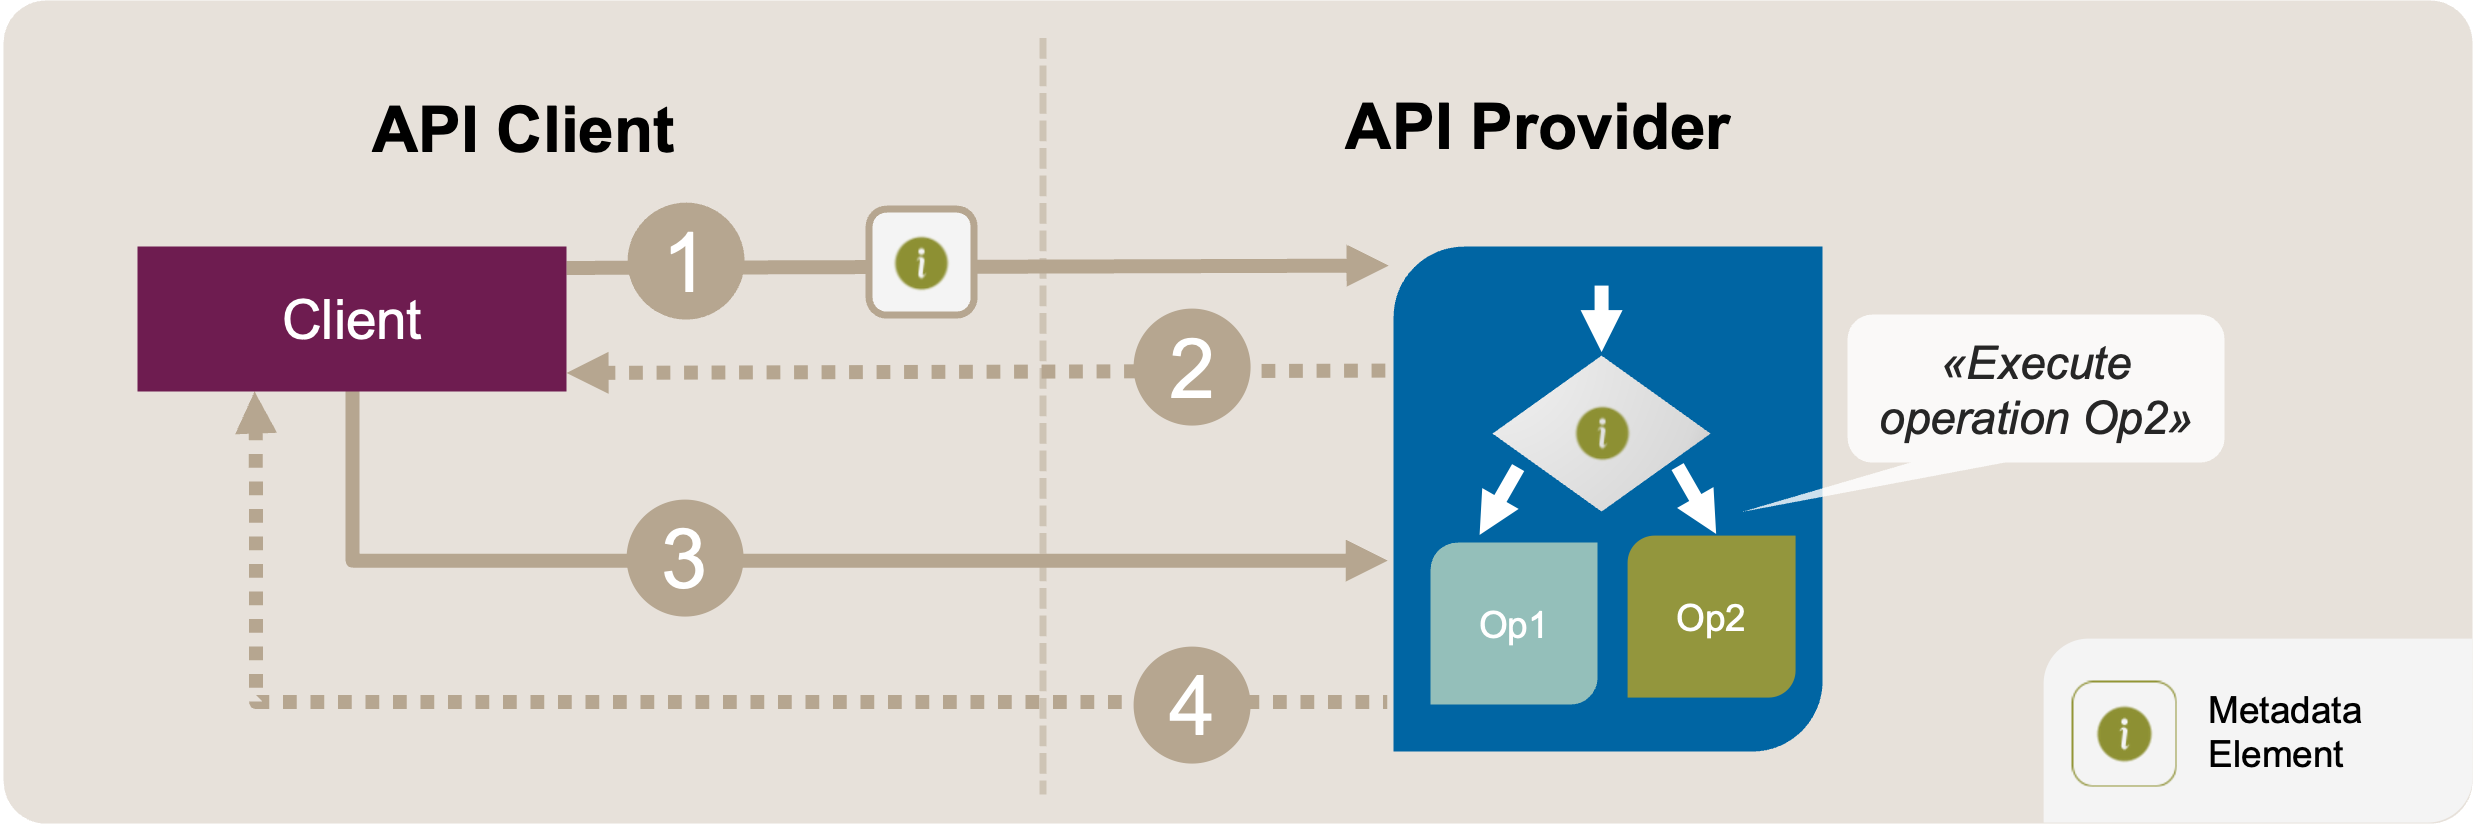 API Client
API Provider
1
i
Client
2
«Execute
operation Op2»
i
3
Op1
Op2
4
i
Metadata
Element